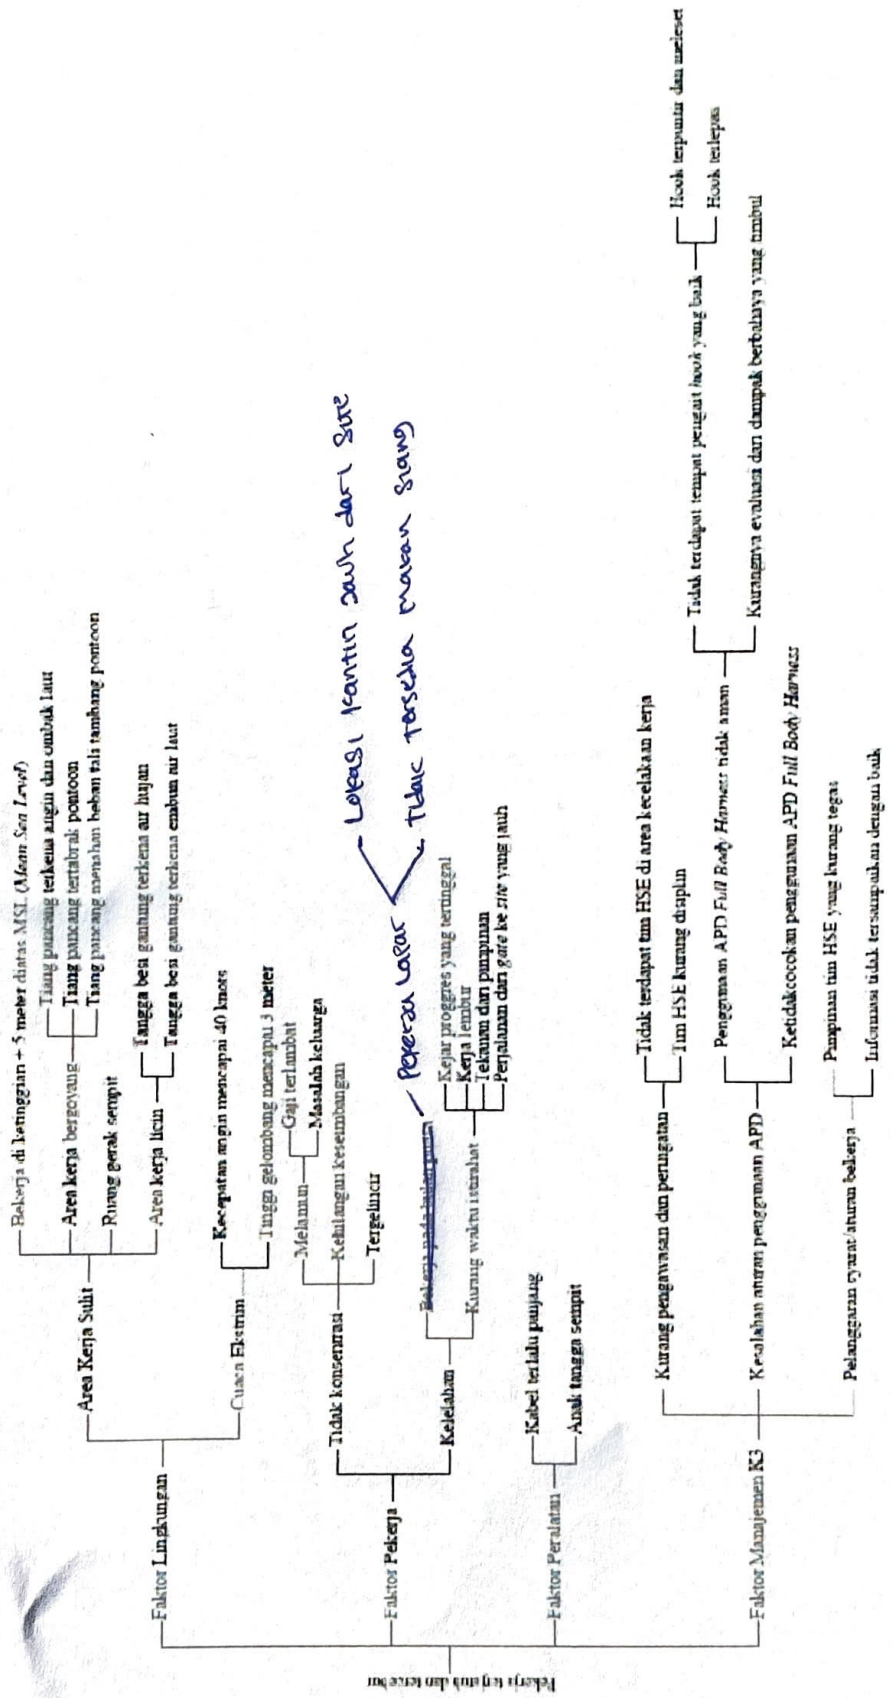 Pekerja terjatuh dan tercebur
Faktor Lingkungan
Area Kerja Sulit
Bekerja di ketinggian + 5 meter diatas MSL (Mean Sea Level)
Area kerja bergoyang
Tiang pancang terkena angin dan ombak laut
Tiang pancang tertabrak pontoon
Tiang pancang menahan beban tali tambang pontoon
Ruang gerak sempit
Area kerja licin
Tangga besi gantung terkena air hujan
Tangga besi gantung terkena embun air laut
Cuaca Ekstrim
Kecepatan angin mencapai 40 knots
Tinggi gelombang mencapai 3 meter
Faktor Pekerja
Tidak konsentrasi
Melamun
Gaji terlambat
Masalah keluarga
Kehilangan keseimbangan
Tergelincir
Kelelahan
Bekerja pada bulan puasa
Pekerja Lapar
Lokasi kantin jauh dari site
Tidak tersedia makan siang
Kurang waktu istirahat
Kejar proggres yang tertinggal
Kerja lembur
Tekanan dari pimpinan
Perjalanan dari gate ke site yang jauh
Faktor Peralatan
Kabel terlalu panjang
Anak tangga sempit
Faktor Manajemen K3
Kurang pengawasan dan peringatan
Tidak terdapat tim HSE di area kecelakaan kerja
Tim HSE kurang disiplin
Kesalahan aturan penggunaan APD
Penggunaan APD Full Body Harness tidak aman
Tidak terdapat tempat pengait hook yang baik
Hook terpuntir dan meleset
Hook terlepas
Kurangnya evaluasi dan dampak berbahaya yang timbul
Ketidakcocokan penggunaan APD Full Body Harness
Pelanggaran syarat/aturan bekerja
Pimpinan tim HSE yang kurang tegas
Informasi tidak tersampaikan dengan baik